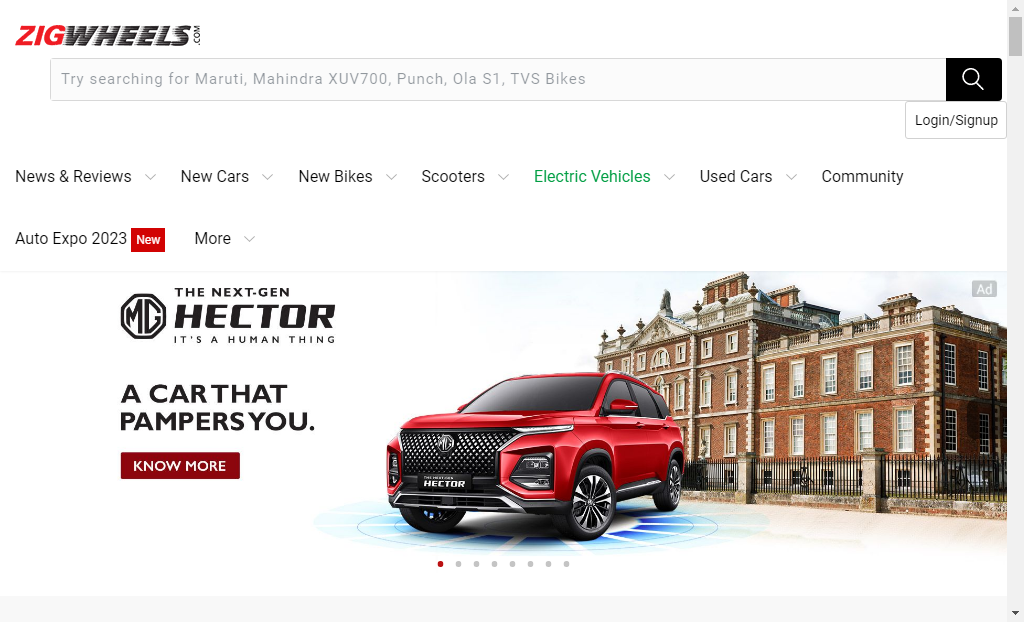 ZIGWHEELS.COM
Try searching for Maruti, Mahindra XUV700, Punch, Ola S1, TVS Bikes
Login/Signup
News & Reviews New Cars New Bikes Scooters Electric Vehicles Used Cars Community
Auto Expo 2023 New More
Ad
THE NEXT-GEN
MG HECTOR
IT'S A HUMAN THING
A CAR THAT
PAMPERS YOU.
KNOW MORE
MG
THE NEXT-GEN
HECTOR